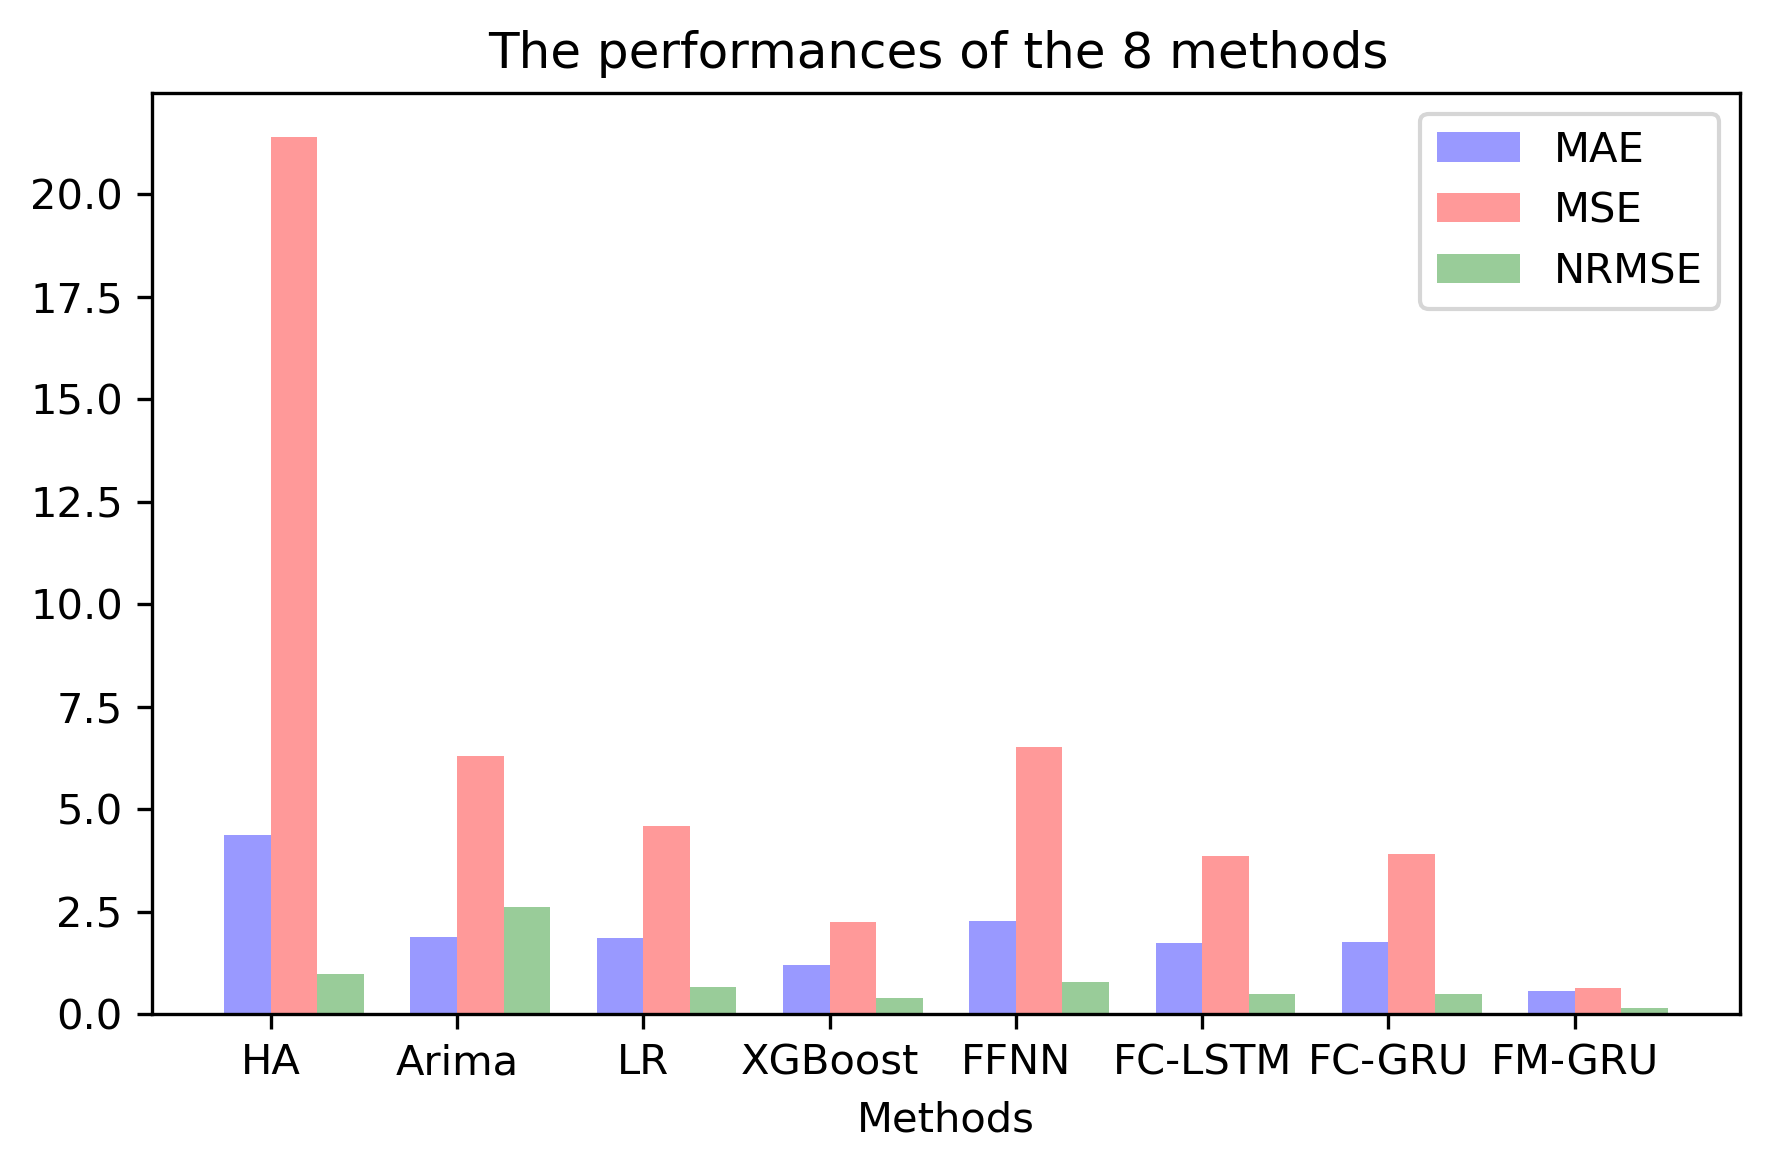 The performances of the 8 methods
MAE
MSE
NRMSE
20.0
17.5
15.0
12.5
10.0
7.5
5.0
2.5
0.0
HA Arima LR XGBoost FFNN FC-LSTM FC-GRU FM-GRU
Methods